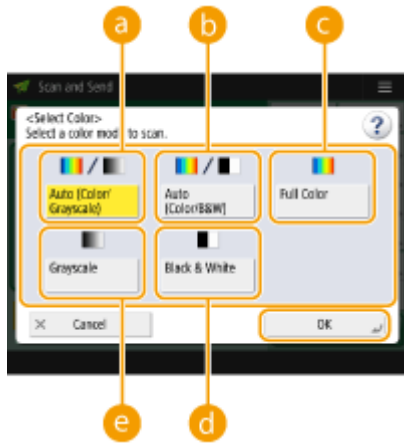 a b c
Scan and Send
<Select Color>
Select a color mode to scan.
?
Auto (Color/
Grayscale)
Auto
(Color/B&W)
Full Color
Grayscale
Black & White
× Cancel
OK
e d